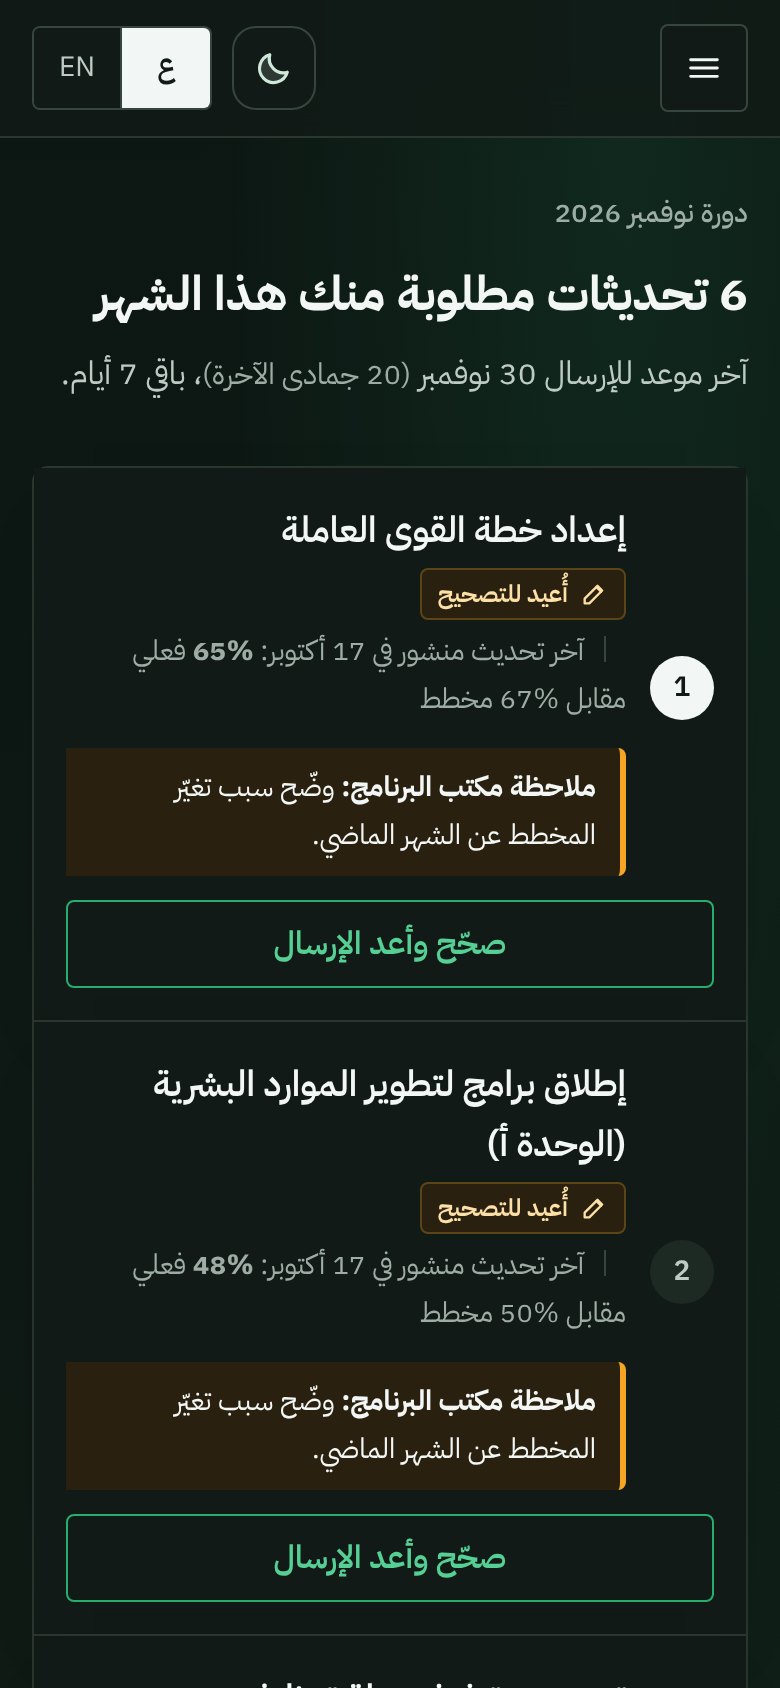 ع
EN
دورة نوفمبر 2026
6 تحديثات مطلوبة منك هذا الشهر
آخر موعد للإرسال 30 نوفمبر (20 جمادى الآخرة)، باقي 7 أيام.
إعداد خطة القوى العاملة
أُعيد للتصحيح
آخر تحديث منشور في 17 أكتوبر: 65% فعلي
مقابل 67% مخطط
1
ملاحظة مكتب البرنامج: وضّح سبب تغيّر
المخطط عن الشهر الماضي.
صحّح وأعد الإرسال
إطلاق برامج لتطوير الموارد البشرية
(الوحدة أ)
أُعيد للتصحيح
آخر تحديث منشور في 17 أكتوبر: 48% فعلي
مقابل 50% مخطط
2
ملاحظة مكتب البرنامج: وضّح سبب تغيّر
المخطط عن الشهر الماضي.
صحّح وأعد الإرسال